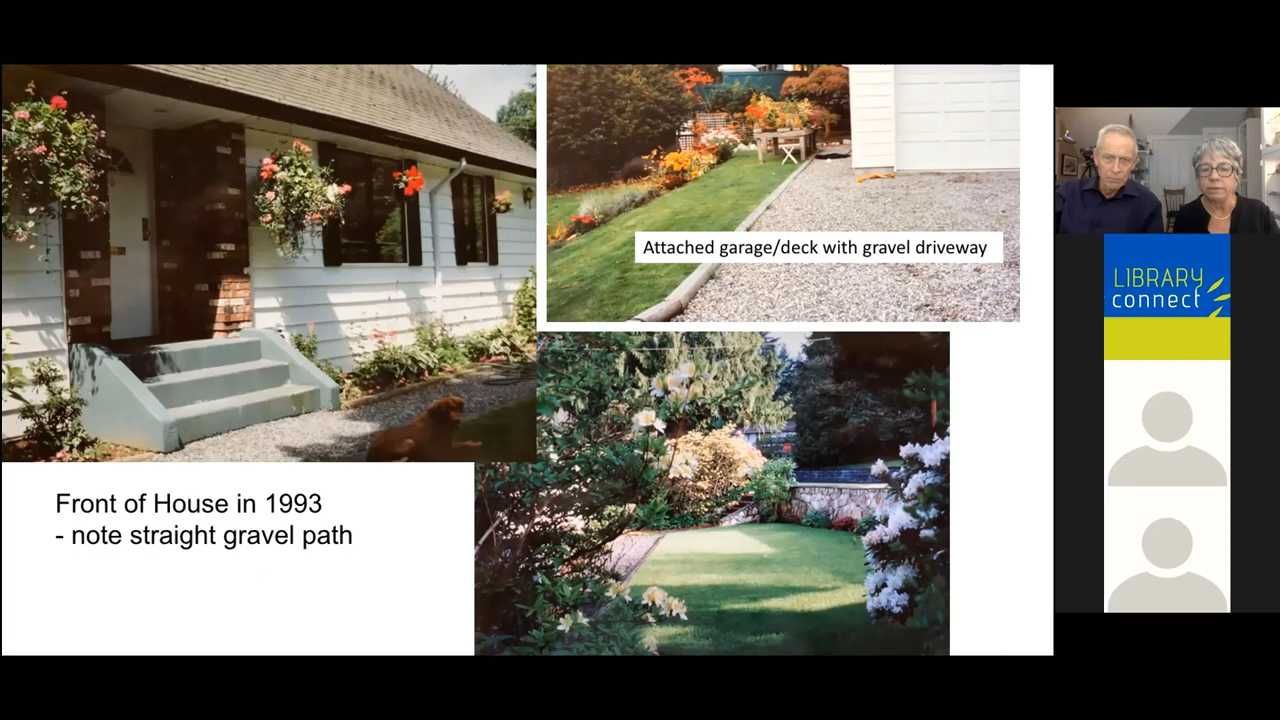 Attached garage/deck with gravel driveway
Front of House in 1993
- note straight gravel path
LIBRARY
connect